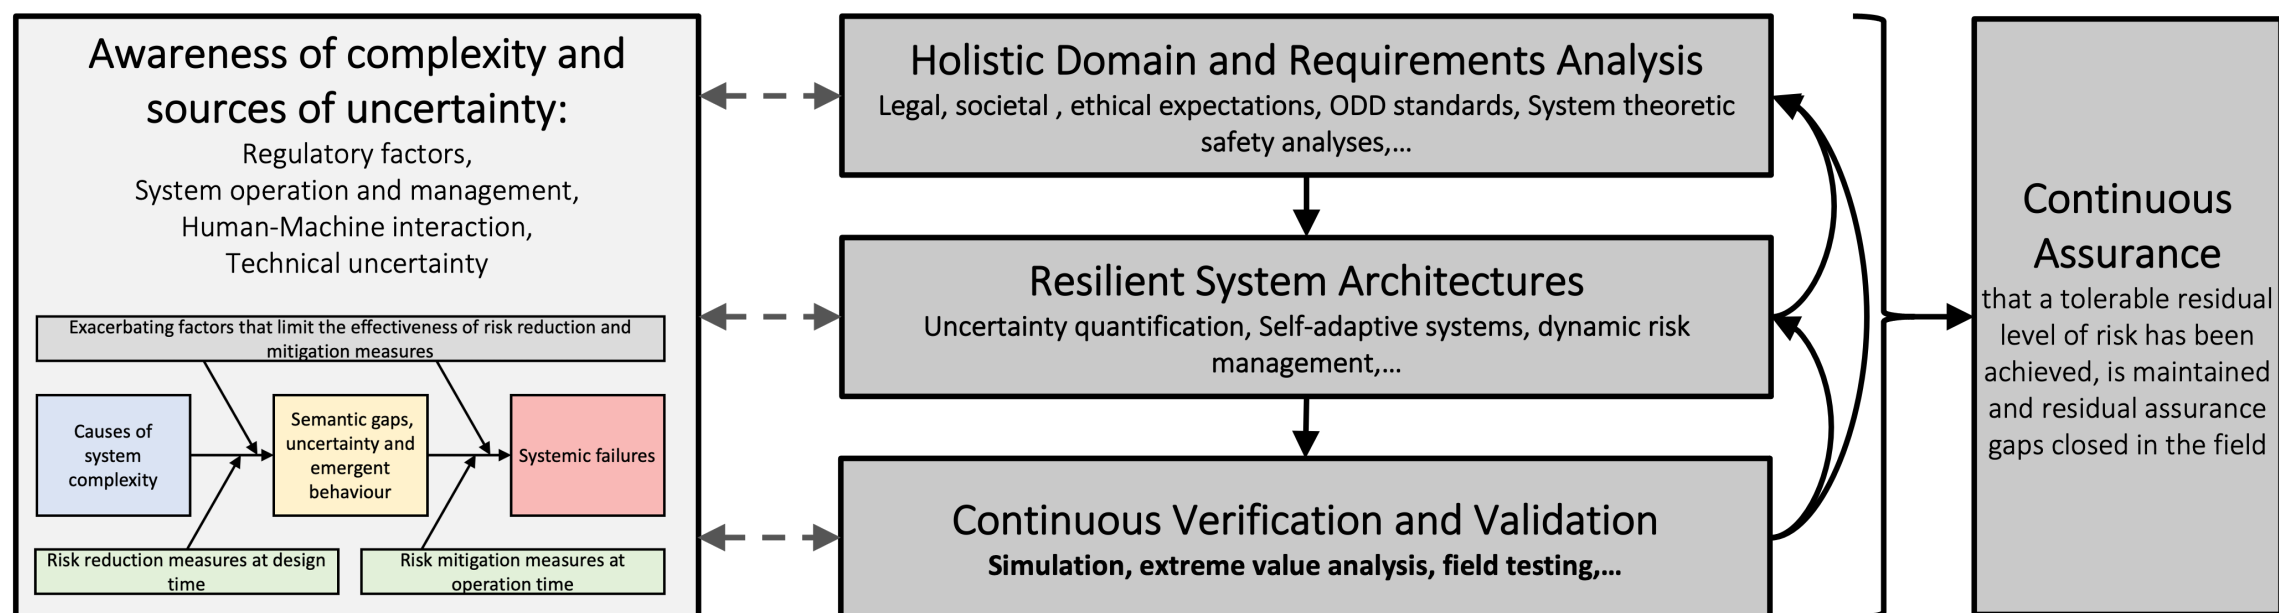 Awareness of complexity and
sources of uncertainty:
Regulatory factors,
System operation and management,
Human-Machine interaction,
Technical uncertainty
Exacerbating factors that limit the effectiveness of risk reduction and
mitigation measures
Causes of
system
complexity
Semantic gaps,
uncertainty and
emergent
behaviour
Systemic failures
Risk reduction measures at design
time
Risk mitigation measures at
operation time
Holistic Domain and Requirements Analysis
Legal, societal , ethical expectations, ODD standards, System theoretic
safety analyses,...
Resilient System Architectures
Uncertainty quantification, Self-adaptive systems, dynamic risk
management,...
Continuous Verification and Validation
Simulation, extreme value analysis, field testing,...
Continuous
Assurance
that a tolerable residual
level of risk has been
achieved, is maintained
and residual assurance
gaps closed in the field